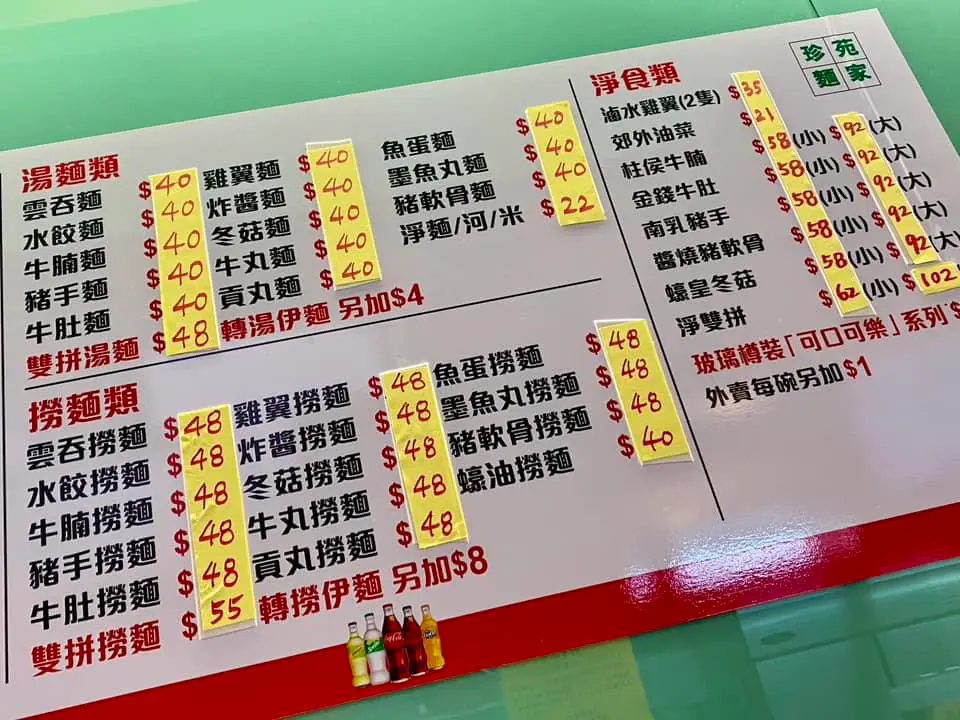 珍苑
麵家
湯麵類
雲吞麵 $40 雞翼麵 $40 魚蛋麵 $40
水餃麵 $40 炸醬麵 $40 墨魚丸麵 $40
牛腩麵 $40 冬菇麵 $40 豬軟骨麵 $40
豬手麵 $40 牛丸麵 $40 淨麵/河/米 $22
牛肚麵 $40 貢丸麵 $40
雙拼湯麵 $48 轉湯伊麵 另加$4
撈麵類
雲吞撈麵 $48 雞翼撈麵 $48 魚蛋撈麵 $48
水餃撈麵 $48 炸醬撈麵 $48 墨魚丸撈麵 $48
牛腩撈麵 $48 冬菇撈麵 $48 豬軟骨撈麵 $48
豬手撈麵 $48 牛丸撈麵 $48 蠔油撈麵 $40
牛肚撈麵 $48 貢丸撈麵 $48
雙拼撈麵 $55 轉撈伊麵 另加$8
淨食類
滷水雞翼(2隻) $35
郊外油菜 $21
柱侯牛腩 $58(小) $92(大)
金錢牛肚 $58(小) $92(大)
南乳豬手 $58(小) $92(大)
醬燒豬軟骨 $58(小) $92(大)
蠔皇冬菇 $58(小) $92(大)
淨雙拼 $62(小) $102(
玻璃樽裝「可口可樂」系列 $
外賣每碗另加$1